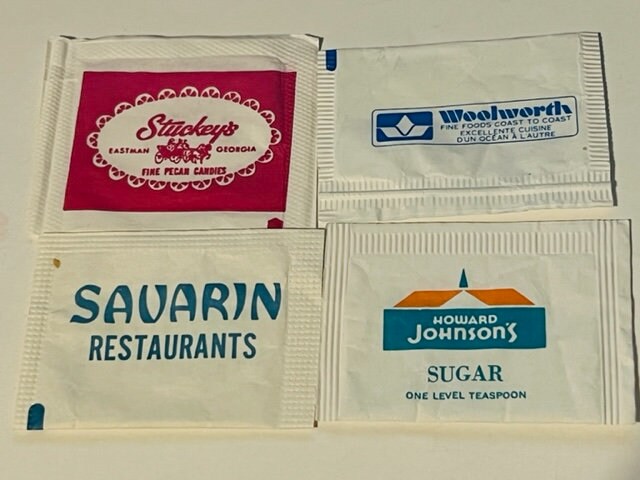 Stuckey's
EASTMAN GEORGIA
FINE PECAN CANDIES
Woolworth
FINE FOODS COAST TO COAST
EXCELLENTE CUISINE
D'UN OCÉAN À L'AUTRE
SAVARIN
RESTAURANTS
HOWARD
JOHNSON'S
SUGAR
ONE LEVEL TEASPOON